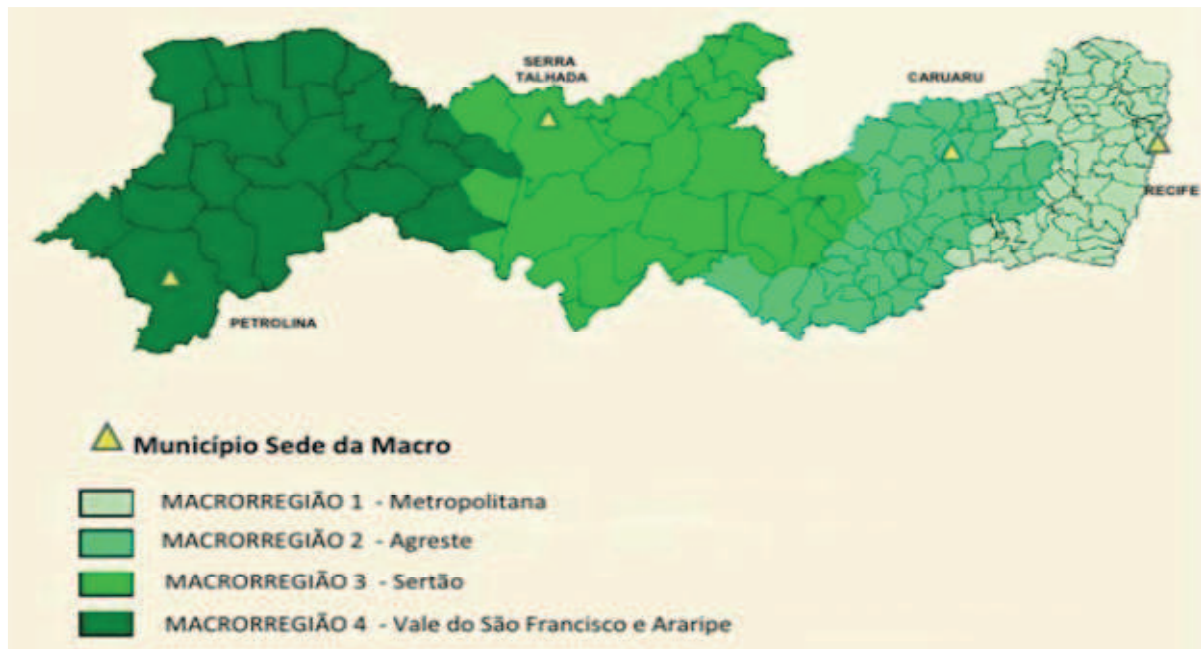 SERRA
TALHADA
CARUARU
RECIFE
PETROLINA
Município Sede da Macro
MACRORREGIÃO 1 - Metropolitana
MACRORREGIÃO 2 - Agreste
MACRORREGIÃO 3 - Sertão
MACRORREGIÃO 4 - Vale do São Francisco e Araripe